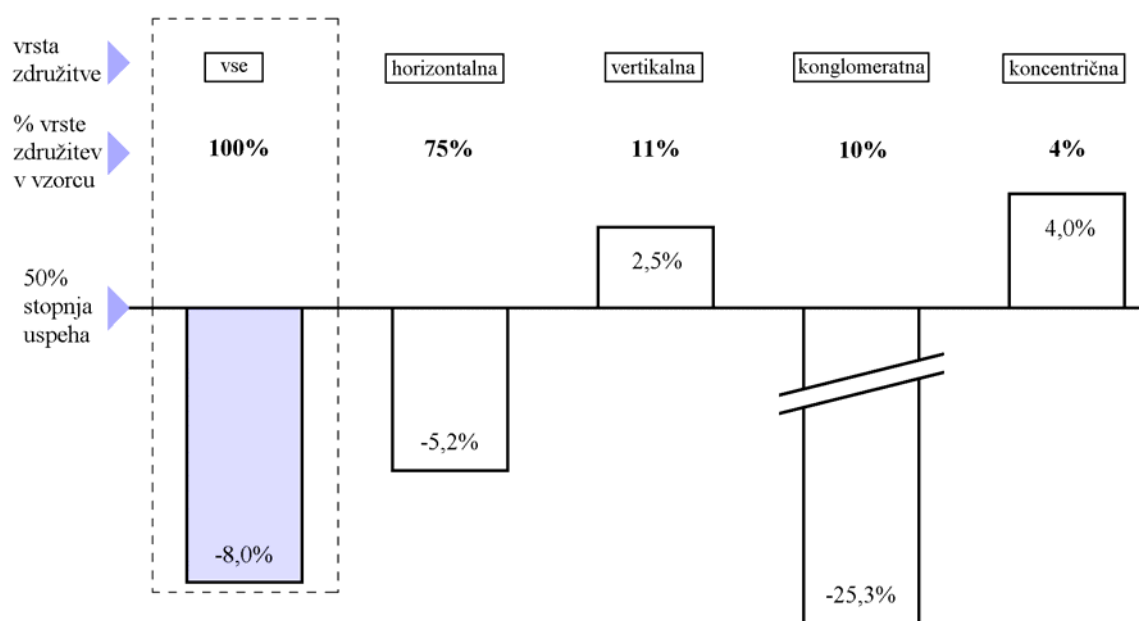 vrsta
združitve
vse
horizontalna
vertikalna
konglomeratna
koncentrična
% vrste
združitev
v vzorcu
100%
75%
11%
10%
4%
4,0%
2,5%
50%
stopnja
uspeha
-5,2%
-8,0%
-25,3%